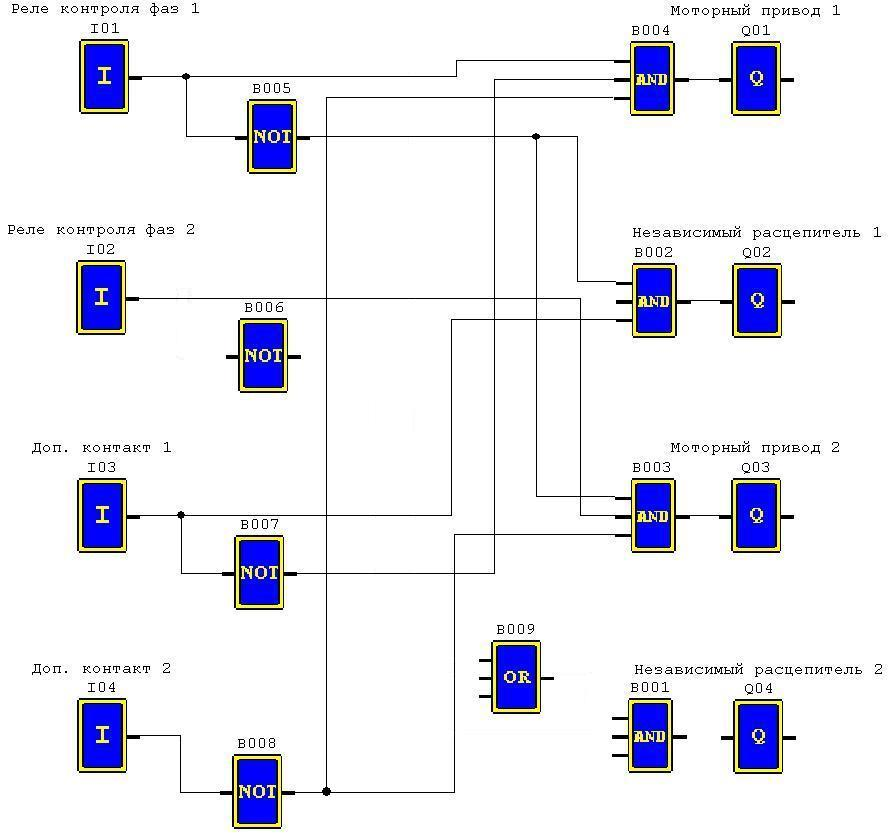 Реле контроля фаз 1
Моторный привод 1
I01
B004
Q01
I
AND
Q
B005
NOT
Реле контроля фаз 2
Независимый расцепитель 1
I02
B002
Q02
I
AND
Q
B006
NOT
Доп. контакт 1
Моторный привод 2
I03
B003
Q03
I
AND
Q
B007
NOT
B009
OR
Доп. контакт 2
Независимый расцепитель 2
I04
B001
Q04
I
AND
Q
B008
NOT